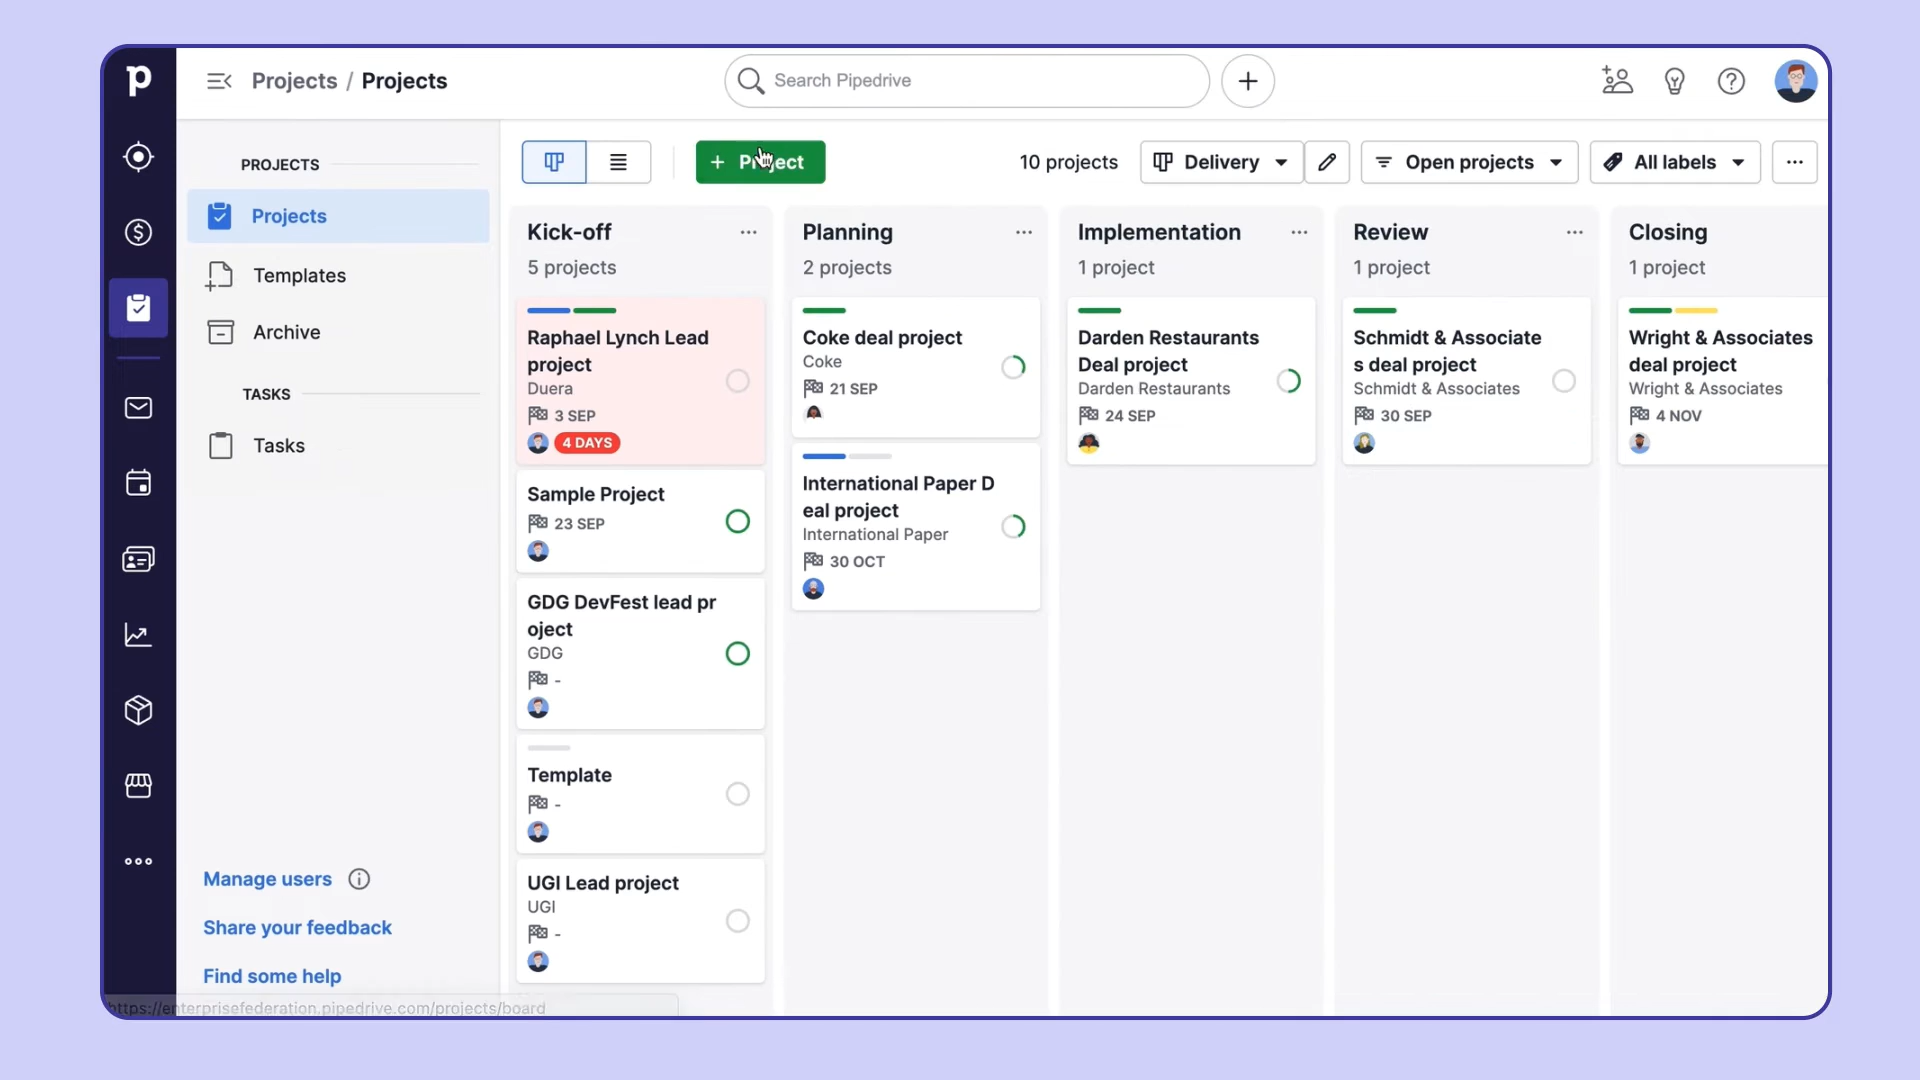 p
Projects / Projects
Search Pipedrive
PROJECTS
Projects
Templates
Archive
TASKS
Tasks
Manage users
Share your feedback
Find some help
https://enterprisefederation.pipedrive.com/projects/board
+ Project
10 projects
Delivery
Open projects
All labels
Kick-off
5 projects
Raphael Lynch Lead
project
Duera
3 SEP
4 DAYS
Sample Project
23 SEP
GDG DevFest lead pr
oject
GDG
-
Template
-
UGI Lead project
UGI
-
Planning
2 projects
Coke deal project
Coke
21 SEP
International Paper D
eal project
International Paper
30 OCT
Implementation
1 project
Darden Restaurants
Deal project
Darden Restaurants
24 SEP
Review
1 project
Schmidt & Associate
s deal project
Schmidt & Associates
30 SEP
Closing
1 project
Wright & Associates
deal project
Wright & Associates
4 NOV